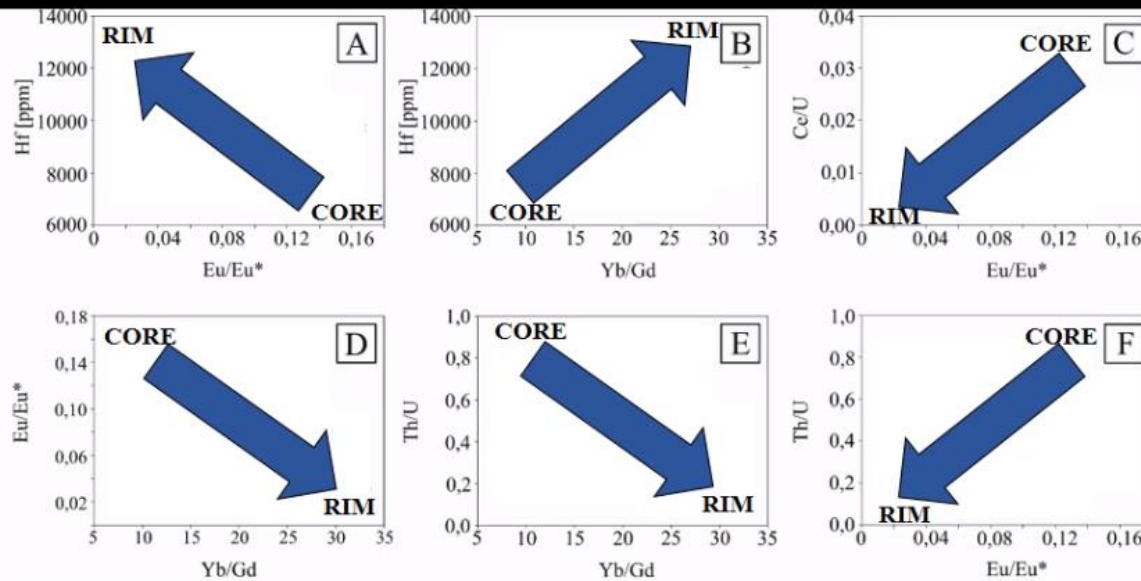 A
Hf [ppm]
14000
12000
10000
8000
6000
0
0,04
0,08
0,12
0,16
Eu/Eu*
RIM
CORE
B
Hf [ppm]
14000
12000
10000
8000
6000
5
10
15
20
25
30
35
Yb/Gd
RIM
CORE
C
Ce/U
0,04
0,03
0,02
0,01
0,00
0,04
0,08
0,12
0,16
Eu/Eu*
CORE
RIM
D
Eu/Eu*
0,18
0,14
0,10
0,06
0,02
5
10
15
20
25
30
35
Yb/Gd
CORE
RIM
E
Th/U
1,0
0,8
0,6
0,4
0,2
0,0
5
10
15
20
25
30
35
Yb/Gd
CORE
RIM
F
Th/U
1,0
0,8
0,6
0,4
0,2
0,0
0
0,04
0,08
0,12
0,16
Eu/Eu*
CORE
RIM